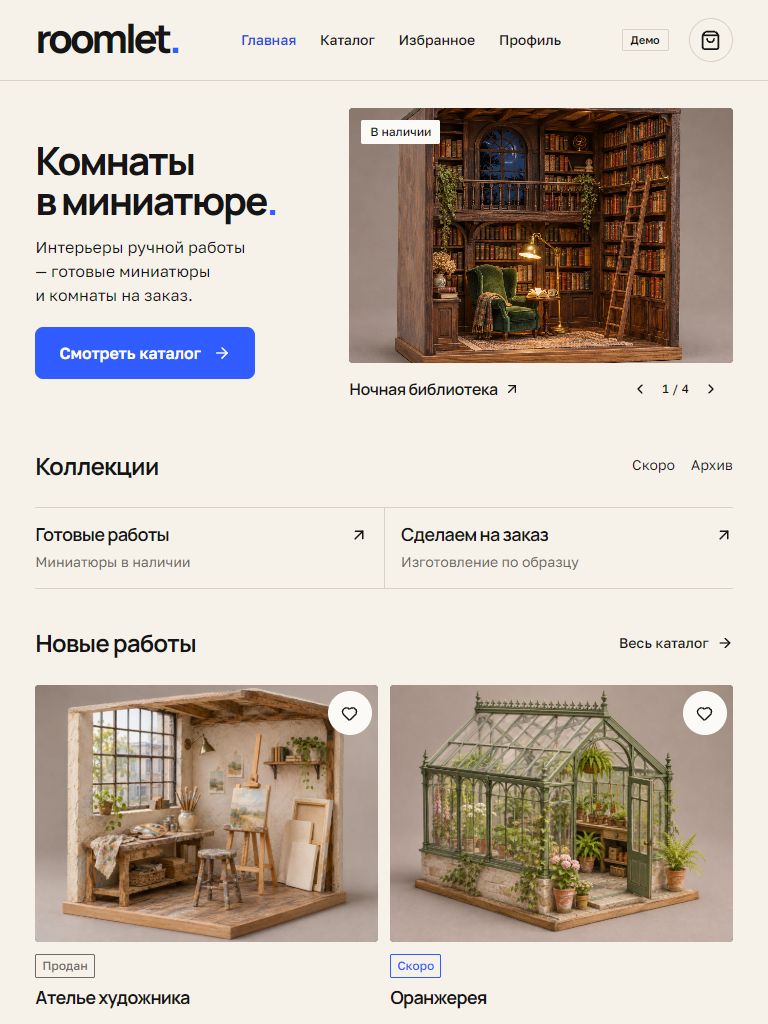 roomlet.
Главная Каталог Избранное Профиль Демо
В наличии
Комнаты
в миниатюре.
Интерьеры ручной работы
— готовые миниатюры
и комнаты на заказ.
Смотреть каталог
Ночная библиотека
1 / 4
Коллекции
Скоро Архив
Готовые работы
Миниатюры в наличии
Сделаем на заказ
Изготовление по образцу
Новые работы
Весь каталог
Продан
Ателье художника
Скоро
Оранжерея